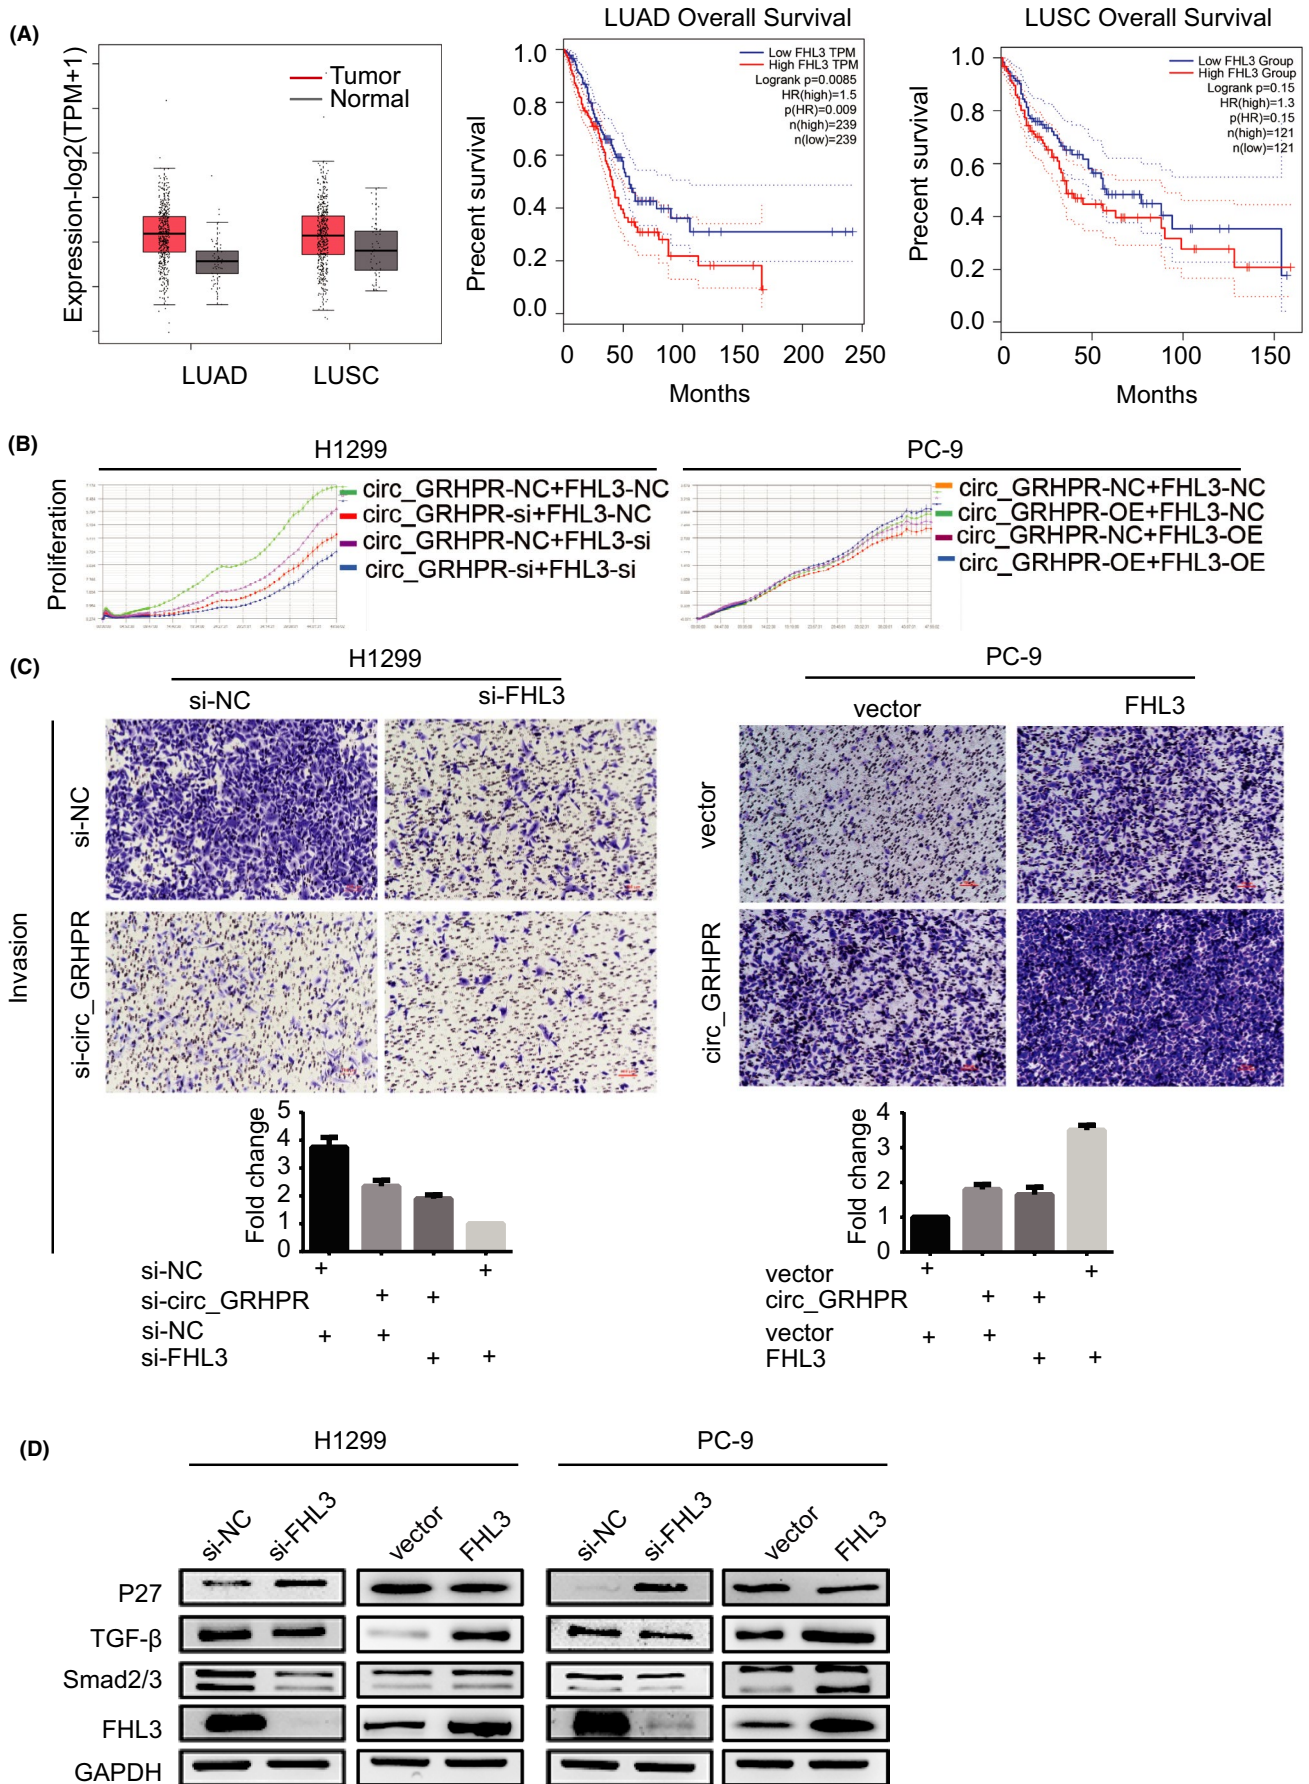 (A)
Expression-log2(TPM+1)
Tumor
Normal
LUAD
LUSC
LUAD Overall Survival
Precent survival
1.0
0.8
0.6
0.4
0.2
0.0
Low FHL3 TPM
High FHL3 TPM
Logrank p=0.0085
HR(high)=1.5
p(HR)=0.009
n(high)=239
n(low)=239
0 50 100 150 200 250
Months
LUSC Overall Survival
Precent survival
1.0
0.8
0.6
0.4
0.2
0.0
Low FHL3 Group
High FHL3 Group
Logrank p=0.15
HR(high)=1.3
p(HR)=0.15
n(high)=121
n(low)=121
0 50 100 150
Months
(B)
H1299
Proliferation
circ_GRHPR-NC+FHL3-NC
circ_GRHPR-si+FHL3-NC
circ_GRHPR-NC+FHL3-si
circ_GRHPR-si+FHL3-si
PC-9
circ_GRHPR-NC+FHL3-NC
circ_GRHPR-OE+FHL3-NC
circ_GRHPR-NC+FHL3-OE
circ_GRHPR-OE+FHL3-OE
(C)
Invasion
H1299
si-NC si-FHL3
si-NC
si-circ_GRHPR
Fold change
5
4
3
2
1
0
si-NC + +
si-circ_GRHPR + +
si-NC + +
si-FHL3 + +
PC-9
vector FHL3
vector
circ_GRHPR
Fold change
4
3
2
1
0
vector + +
circ_GRHPR + +
vector + +
FHL3 + +
(D)
H1299 PC-9
si-NC si-FHL3 vector FHL3 si-NC si-FHL3 vector FHL3
P27
TGF-β
Smad2/3
FHL3
GAPDH